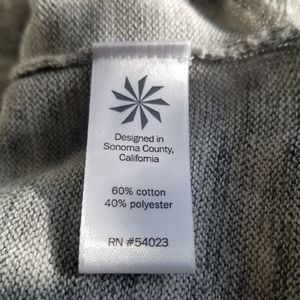 Designed in
Sonoma County,
California
60% cotton
40% polyester
RN #54023